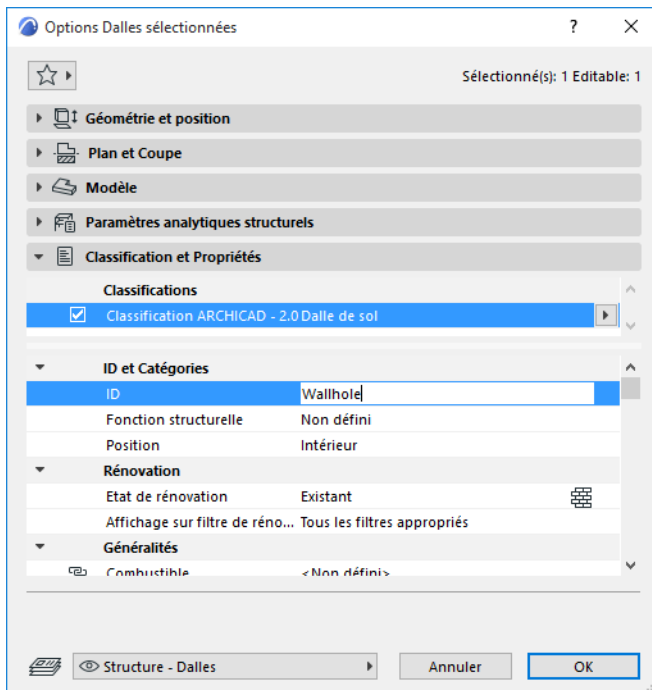 Options Dalles sélectionnées
?
Sélectionné(s): 1 Editable: 1
Géométrie et position
Plan et Coupe
Modèle
Paramètres analytiques structurels
Classification et Propriétés
Classifications
Classification ARCHICAD - 2.0 Dalle de sol
ID et Catégories
ID Wallhole
Fonction structurelle Non défini
Position Intérieur
Rénovation
Etat de rénovation Existant
Affichage sur filtre de réno... Tous les filtres appropriés
Généralités
Combustible <Non défini>
Structure - Dalles
Annuler
OK